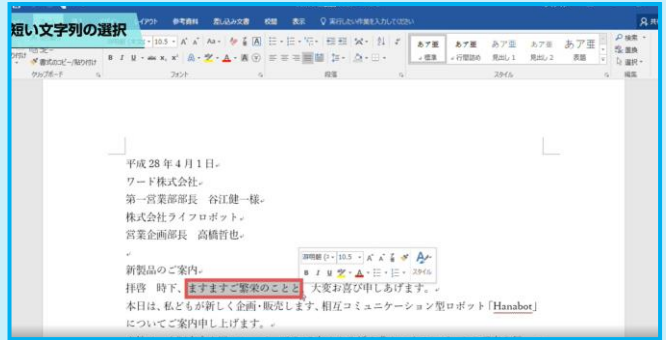 短い文字列の選択
レイアウト 参考資料 差し込み文書 校閲 表示 実行したい作業を入力してください
10.5 Aa 検索
あア亜 あア亜 あア亜 あア亜 あア亜 置換
書式のコピー/貼り付け B I U abc 標準 行間詰め 見出し 1 見出し 2 表題 選択
クリップボード フォント 段落 スタイル 編集
平成 28 年 4 月 1 日
ワード株式会社
第一営業部部長 谷江健一様
株式会社ライフロボット
営業企画部長 高橋哲也
10.5
新製品のご案内 B I U スタイル
拝啓 時下、ますますご繁栄のことと、大変お喜び申しあげます。
本日は、私どもが新しく企画・販売します、相互コミュニケーション型ロボット「Hanabot」
についてご案内申し上げます。